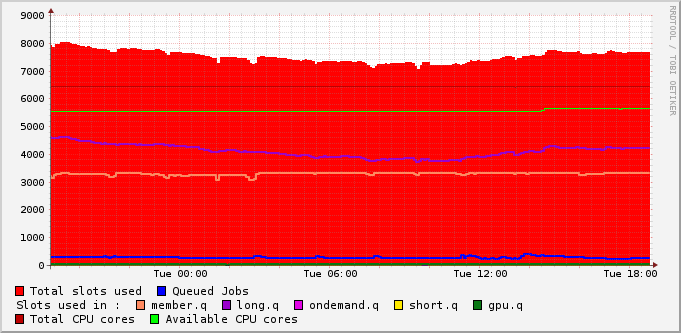 9000
8000
7000
6000
5000
4000
3000
2000
1000
0
Tue 00:00 Tue 06:00 Tue 12:00 Tue 18:00
Total slots used Queued Jobs
Slots used in : member.q long.q ondemand.q short.q gpu.q
Total CPU cores Available CPU cores
RRDTOOL / TOBI OETIKER